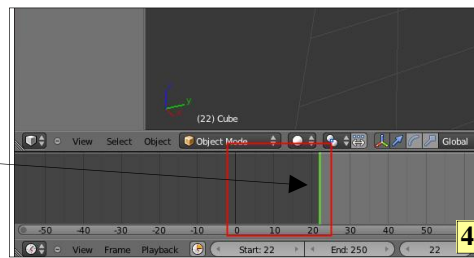 (22) Cube
View Select Object Object Mode Global
-50 -40 -30 -20 -10 0 10 20 30 40 50
4
View Frame Playback Start: 22 End: 250 22